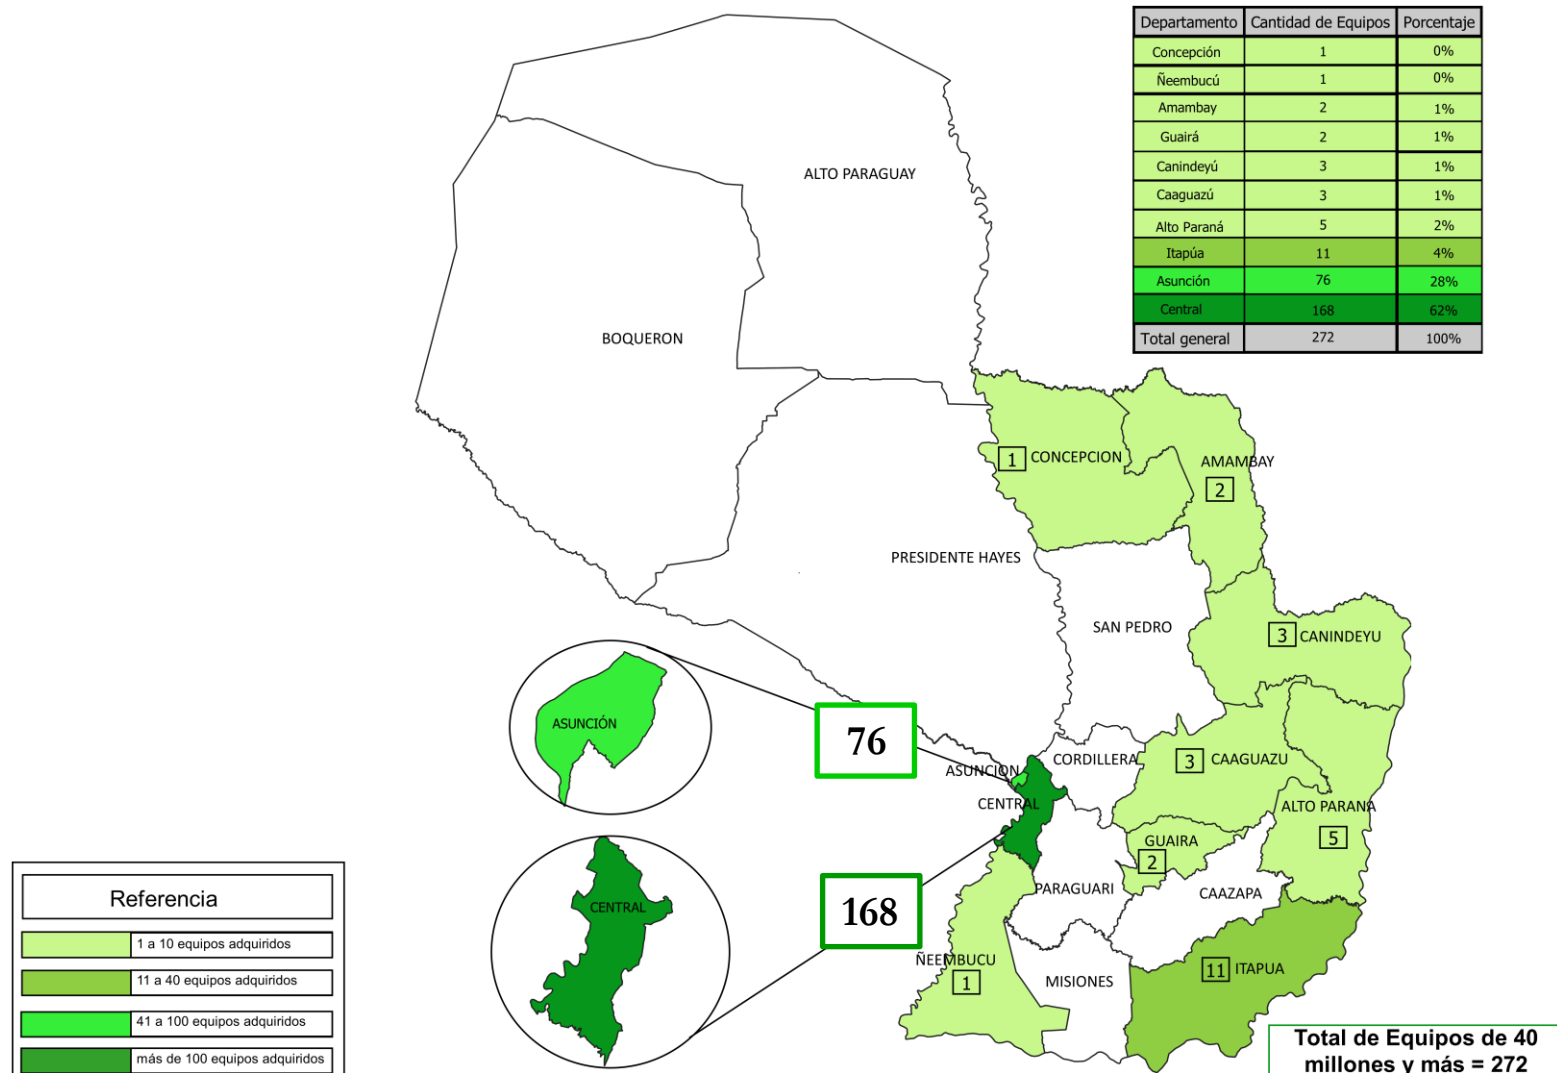 Departamento Cantidad de Equipos Porcentaje
Concepción 1 0%
Ñeembucú 1 0%
Amambay 2 1%
Guairá 2 1%
Canindeyú 3 1%
Caaguazú 3 1%
Alto Paraná 5 2%
Itapúa 11 4%
Asunción 76 28%
Central 168 62%
Total general 272 100%
ALTO PARAGUAY
BOQUERON
1 CONCEPCION
AMAMBAY
2
PRESIDENTE HAYES
SAN PEDRO
3 CANINDEYU
ASUNCIÓN
76
ASUNCION
CORDILLERA
3 CAAGUAZU
CENTRAL
ALTO PARANA
5
GUAIRA
2
PARAGUARI
CAAZAPA
CENTRAL
168
ÑEEMBUCU
1
MISIONES
11 ITAPUA
Referencia
1 a 10 equipos adquiridos
11 a 40 equipos adquiridos
41 a 100 equipos adquiridos
más de 100 equipos adquiridos
Total de Equipos de 40
millones y más = 272